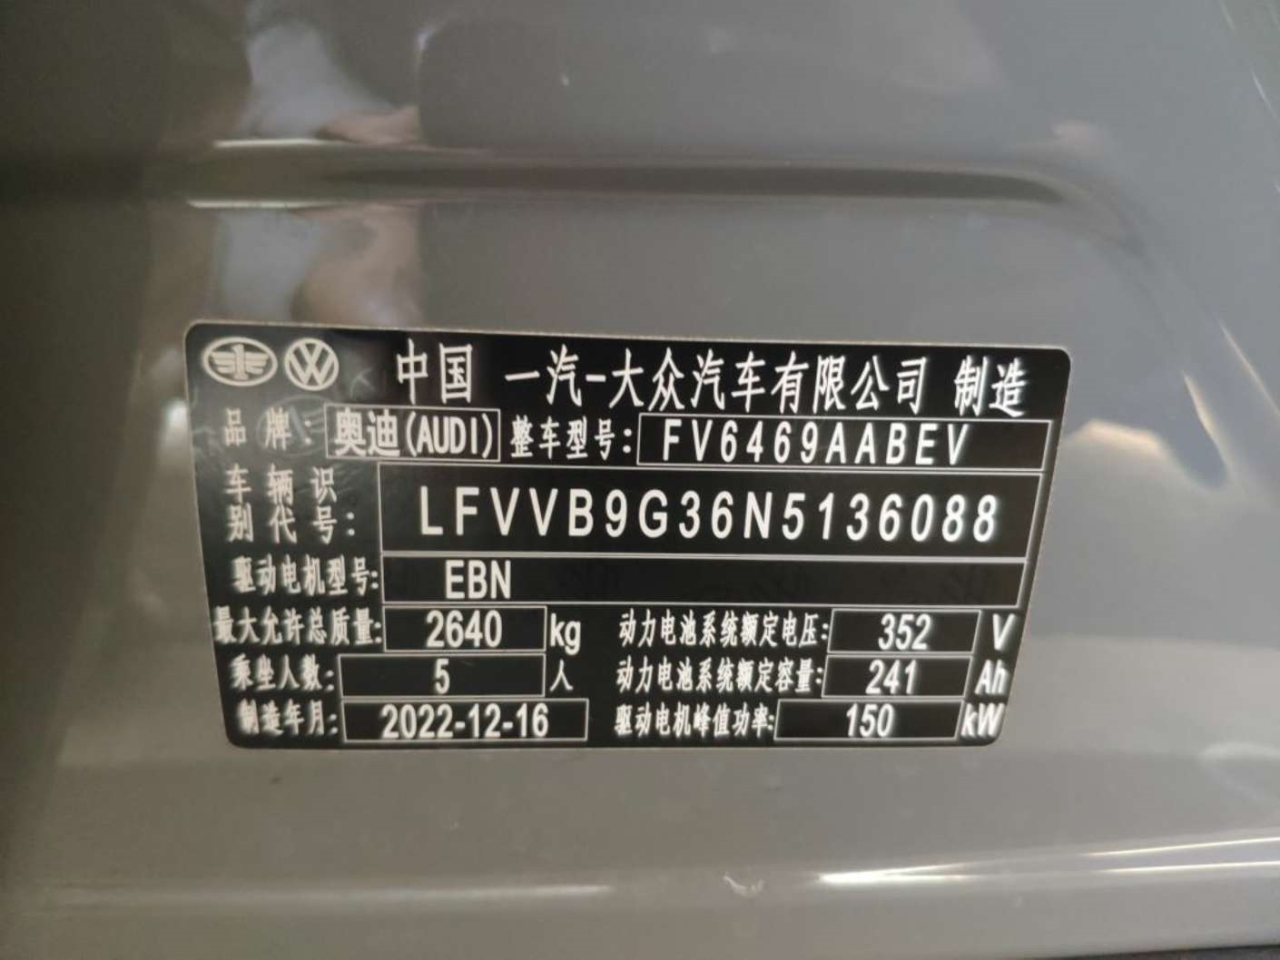 中国 一汽-大众汽车有限公司 制造
品牌: 奥迪(AUDI) 整车型号: FV6469AABEV
车辆识别代号: LFVVB9G36N5136088
驱动电机型号: EBN
最大允许总质量: 2640 kg 动力电池系统额定电压: 352 V
乘坐人数: 5 人 动力电池系统额定容量: 241 Ah
制造年月: 2022-12-16 驱动电机峰值功率: 150 kW